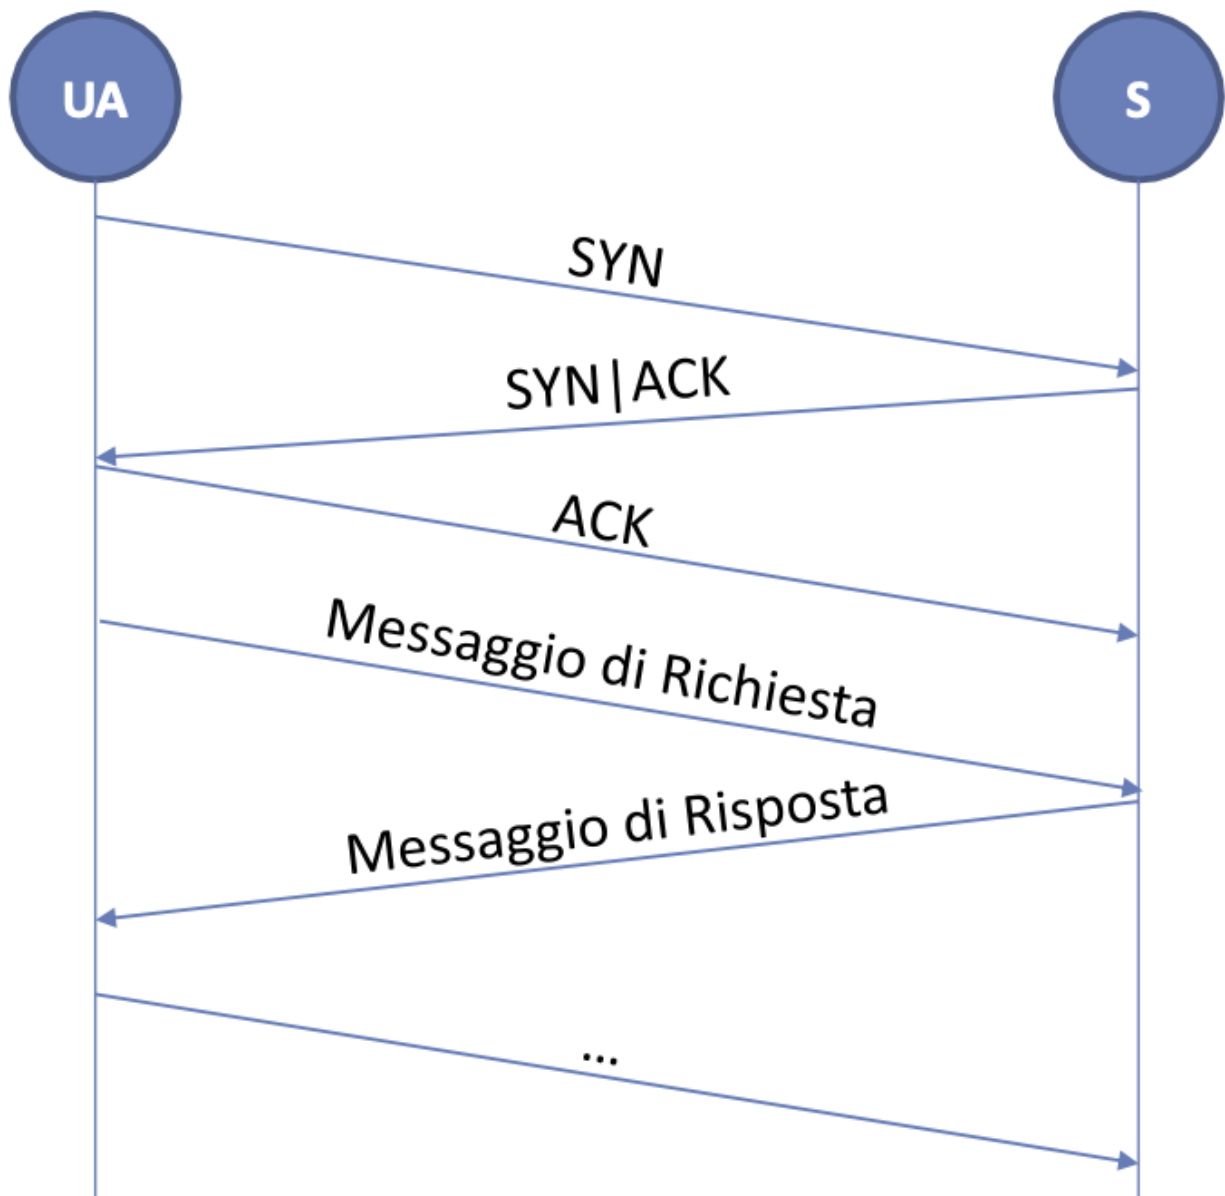 UA
S
SYN
SYN|ACK
ACK
Messaggio di Richiesta
Messaggio di Risposta
...